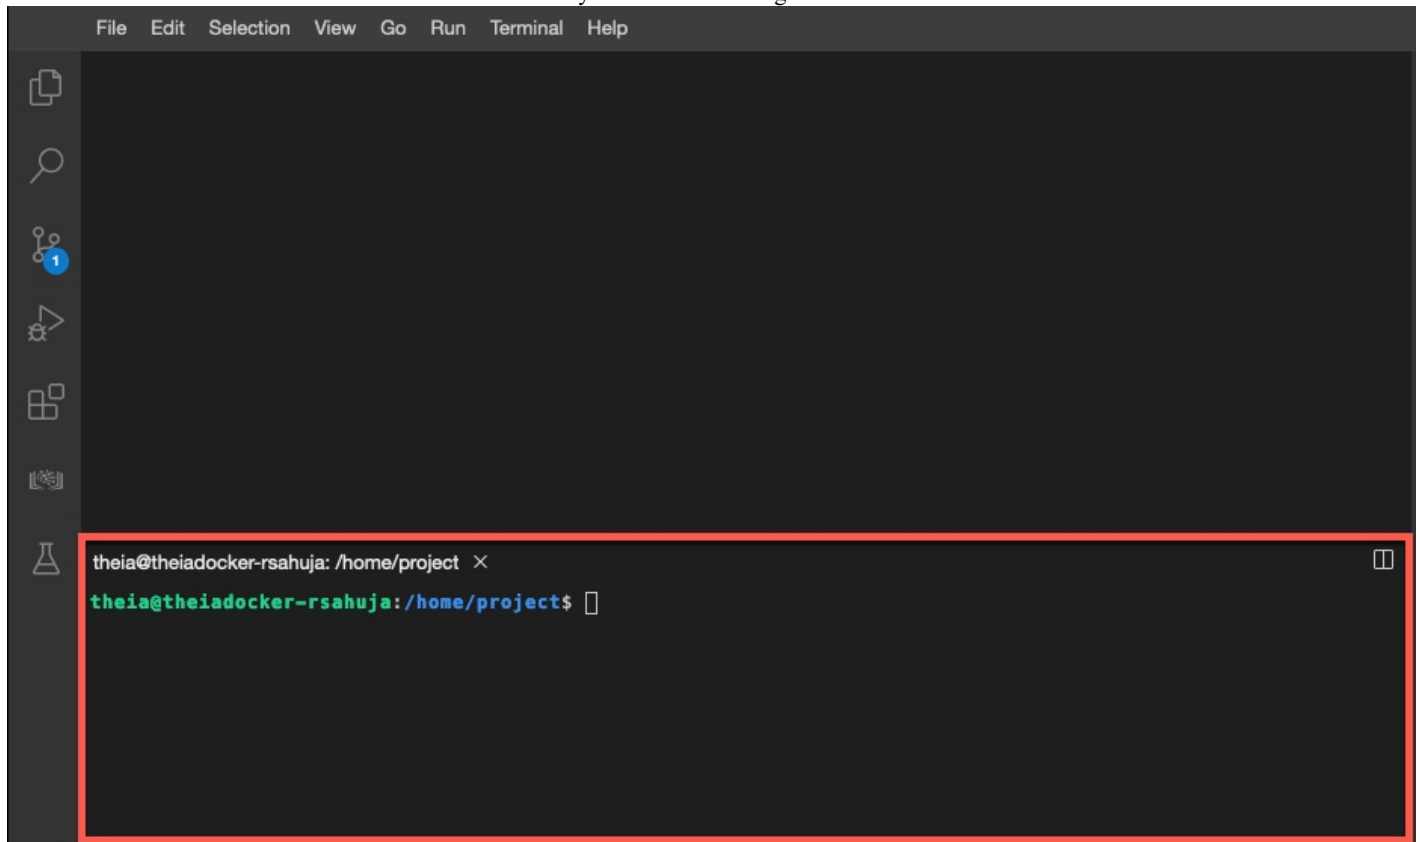 File Edit Selection View Go Run Terminal Help
1
theia@theiadocker-rsahuja: /home/project ×
theia@theiadocker-rsahuja:/home/project$